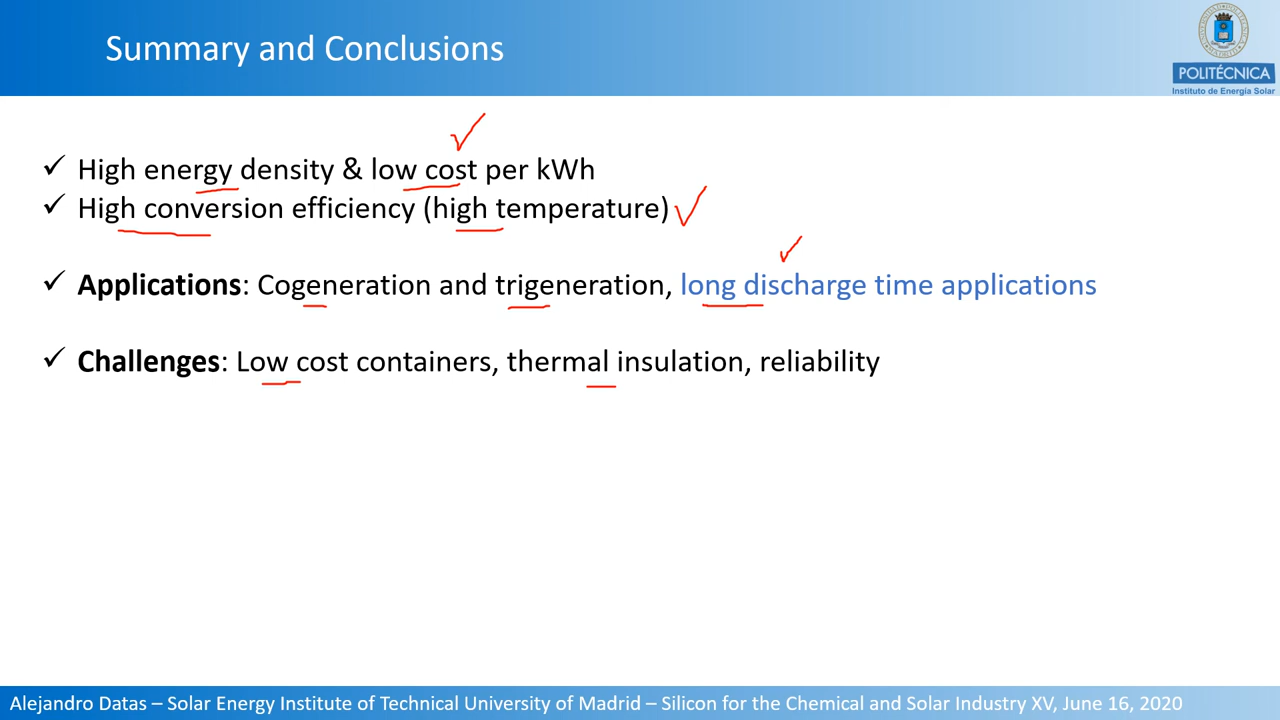 Summary and Conclusions
POLITÉCNICA
Instituto de Energía Solar
✓ High energy density & low cost per kWh
✓ High conversion efficiency (high temperature)
✓ Applications: Cogeneration and trigeneration, long discharge time applications
✓ Challenges: Low cost containers, thermal insulation, reliability
Alejandro Datas – Solar Energy Institute of Technical University of Madrid – Silicon for the Chemical and Solar Industry XV, June 16, 2020